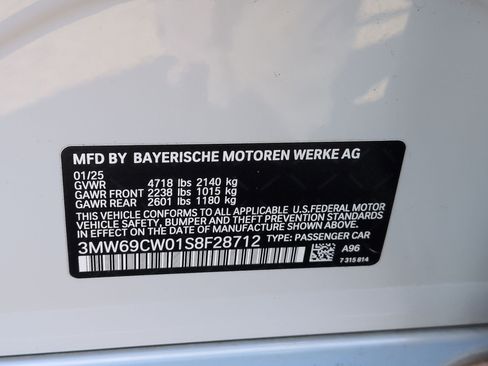 MFD BY BAYERISCHE MOTOREN WERKE AG
01/25
GVWR 4718 lbs 2140 kg
GAWR FRONT 2238 lbs 1015 kg
GAWR REAR 2601 lbs 1180 kg
THIS CONFORMS TO ALL APPLICABLE U.S.FEDERAL MOTOR
VEHICLE SAFETY, BUMPER, AND THEFT PREVENTION STANDARDS
IN EFFECT ON THE DATE OF MANUFACTURE SHOWN ABOVE.
3MW69CW01S8F28712 TYPE: PASSENGER CAR
A96
7 315 814